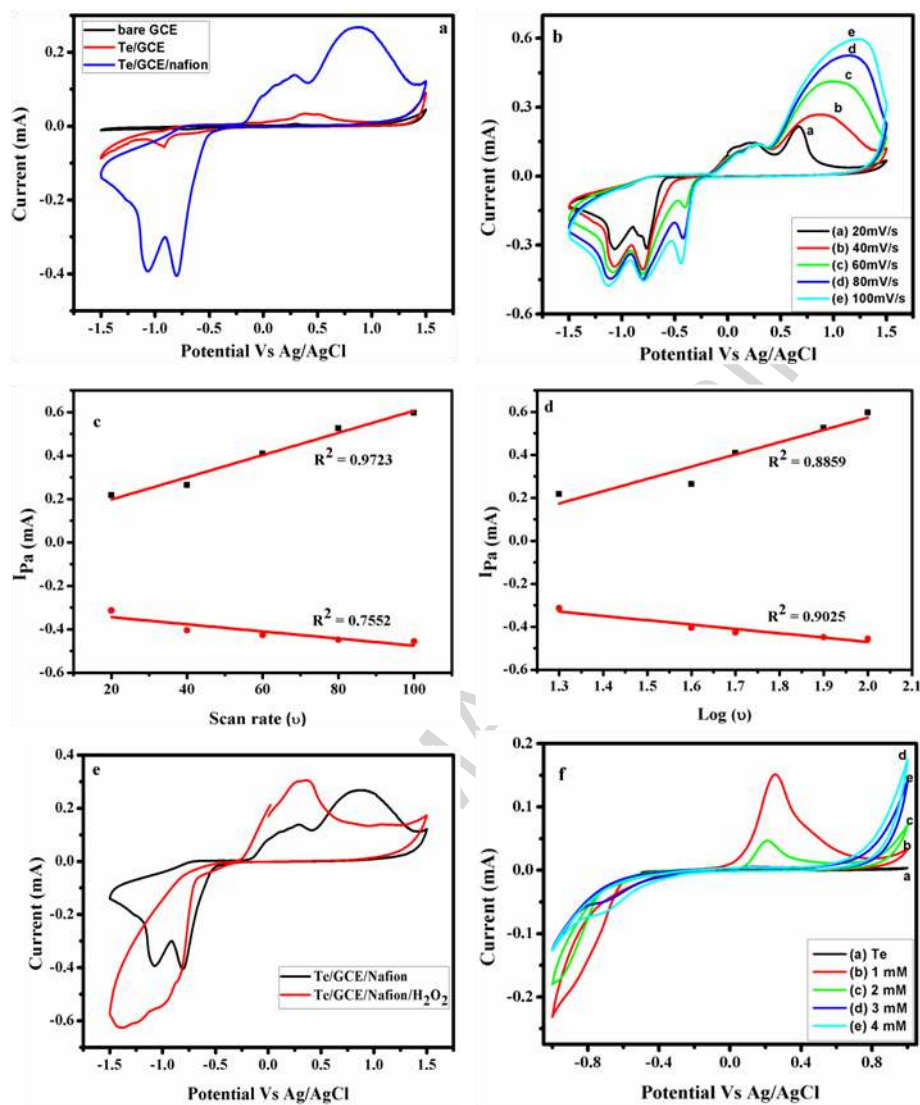 a
bare GCE
Te/GCE
Te/GCE/nafion
0.2
0.0
-0.2
-0.4
Current (mA)
-1.5 -1.0 -0.5 0.0 0.5 1.0 1.5
Potential Vs Ag/AgCl
b
e
d
c
b
a
0.6
0.3
0.0
-0.3
-0.6
Current (mA)
(a) 20mV/s
(b) 40mV/s
(c) 60mV/s
(d) 80mV/s
(e) 100mV/s
-1.5 -1.0 -0.5 0.0 0.5 1.0 1.5
Potential Vs Ag/AgCl
c
0.6
0.4
0.2
0.0
-0.2
-0.4
-0.6
IPa (mA)
R2 = 0.9723
R2 = 0.7552
20 40 60 80 100
Scan rate (υ)
d
0.6
0.4
0.2
0.0
-0.2
-0.4
-0.6
IPa (mA)
R2 = 0.8859
R2 = 0.9025
1.3 1.4 1.5 1.6 1.7 1.8 1.9 2.0 2.1
Log (υ)
e
0.4
0.2
0.0
-0.2
-0.4
-0.6
Current (mA)
Te/GCE/Nafion
Te/GCE/Nafion/H2O2
-1.5 -1.0 -0.5 0.0 0.5 1.0 1.5
Potential Vs Ag/AgCl
f
d
e
c
b
a
0.2
0.1
0.0
-0.1
-0.2
Current (mA)
(a) Te
(b) 1 mM
(c) 2 mM
(d) 3 mM
(e) 4 mM
-0.8 -0.4 0.0 0.4 0.8
Potential Vs Ag/AgCl